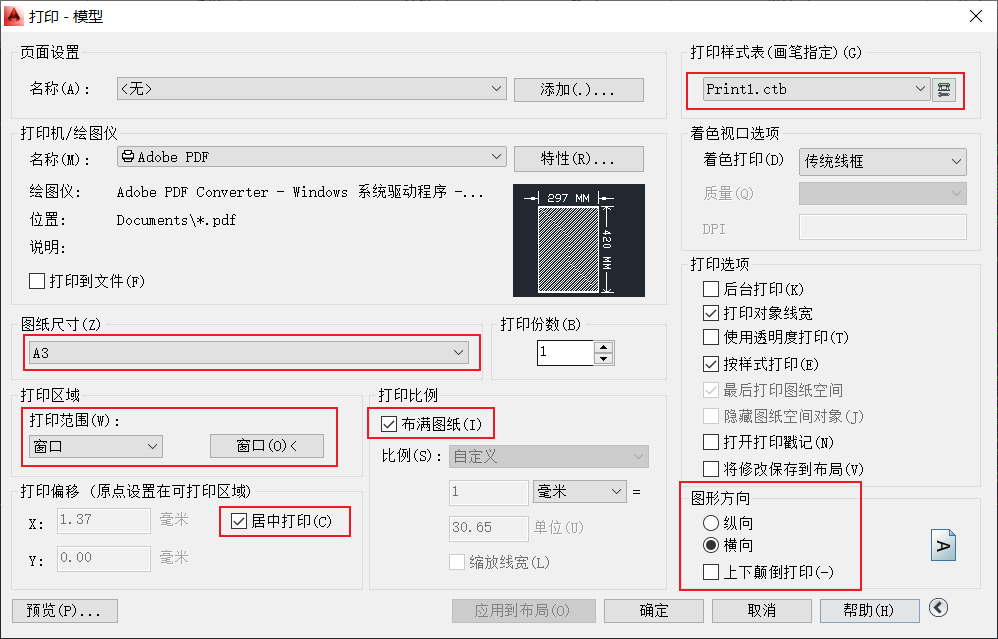 打印 - 模型
页面设置
名称(A):
<无>
添加(.)...
打印机/绘图仪
名称(M):
Adobe PDF
特性(R)...
绘图仪:
Adobe PDF Converter - Windows 系统驱动程序 -...
位置:
Documents\*.pdf
说明:
打印到文件(F)
297 MM
420 MM
图纸尺寸(Z)
A3
打印份数(B)
1
打印区域
打印范围(W):
窗口
窗口(O)<
打印比例
布满图纸(I)
比例(S):
自定义
1
毫米
=
30.65
单位(U)
缩放线宽(L)
打印偏移 (原点设置在可打印区域)
X:
1.37
毫米
居中打印(C)
Y:
0.00
毫米
打印样式表(画笔指定)(G)
Print1.ctb
着色视口选项
着色打印(D)
传统线框
质量(Q)
DPI
打印选项
后台打印(K)
打印对象线宽
使用透明度打印(T)
按样式打印(E)
最后打印图纸空间
隐藏图纸空间对象(J)
打开打印戳记(N)
将修改保存到布局(V)
图形方向
纵向
横向
上下颠倒打印(-)
A
预览(P)...
应用到布局(O)
确定
取消
帮助(H)